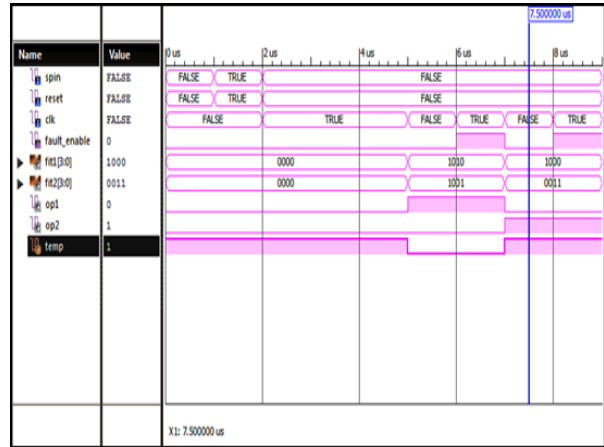 7.500000 us
Name Value 0 us 2 us 4 us 6 us 8 us
spin FALSE FALSE TRUE FALSE
reset FALSE FALSE TRUE FALSE
clk FALSE FALSE TRUE FALSE TRUE FALSE TRUE
fault_enable 0
fit1[3:0] 1000 0000 1010 1000
fit2[3:0] 0011 0000 1001 0011
op1 0
op2 1
temp 1
X1: 7.500000 us